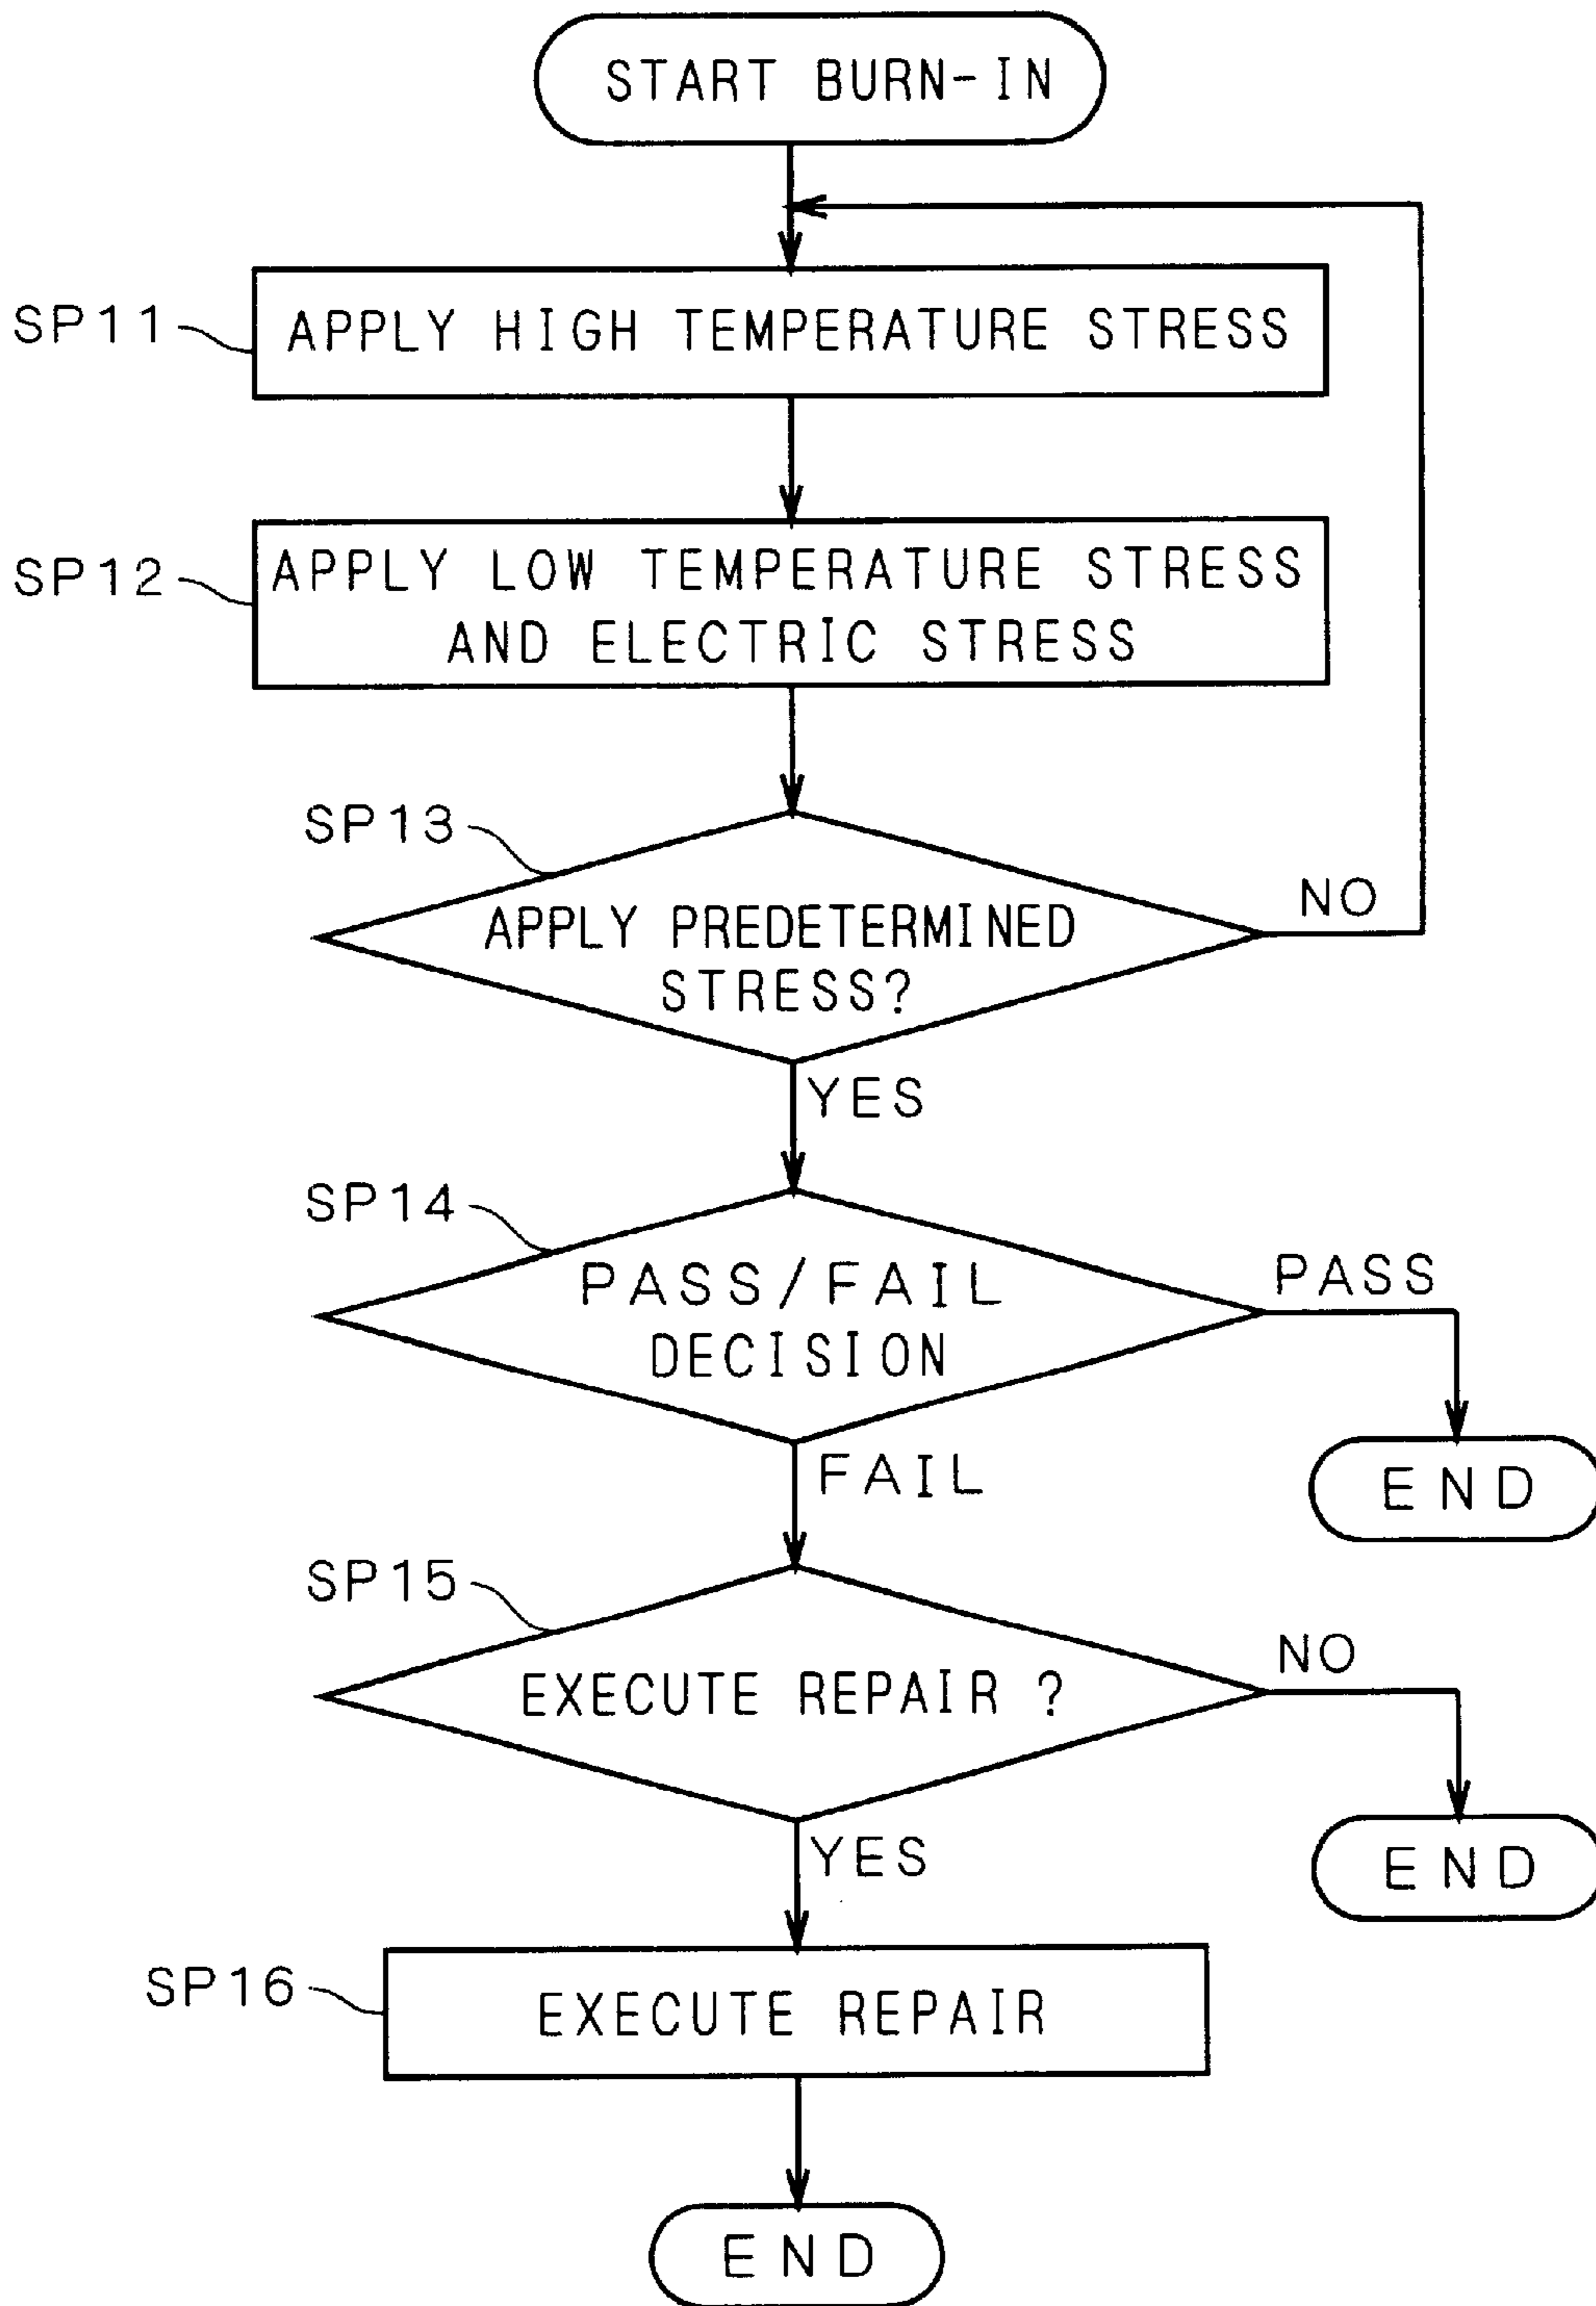 START BURN-IN
SP11
APPLY HIGH TEMPERATURE STRESS
SP12
APPLY LOW TEMPERATURE STRESS
AND ELECTRIC STRESS
SP13
APPLY PREDETERMINED
STRESS?
NO
YES
SP14
PASS/FAIL
DECISION
PASS
END
FAIL
SP15
EXECUTE REPAIR ?
NO
END
YES
SP16
EXECUTE REPAIR
END